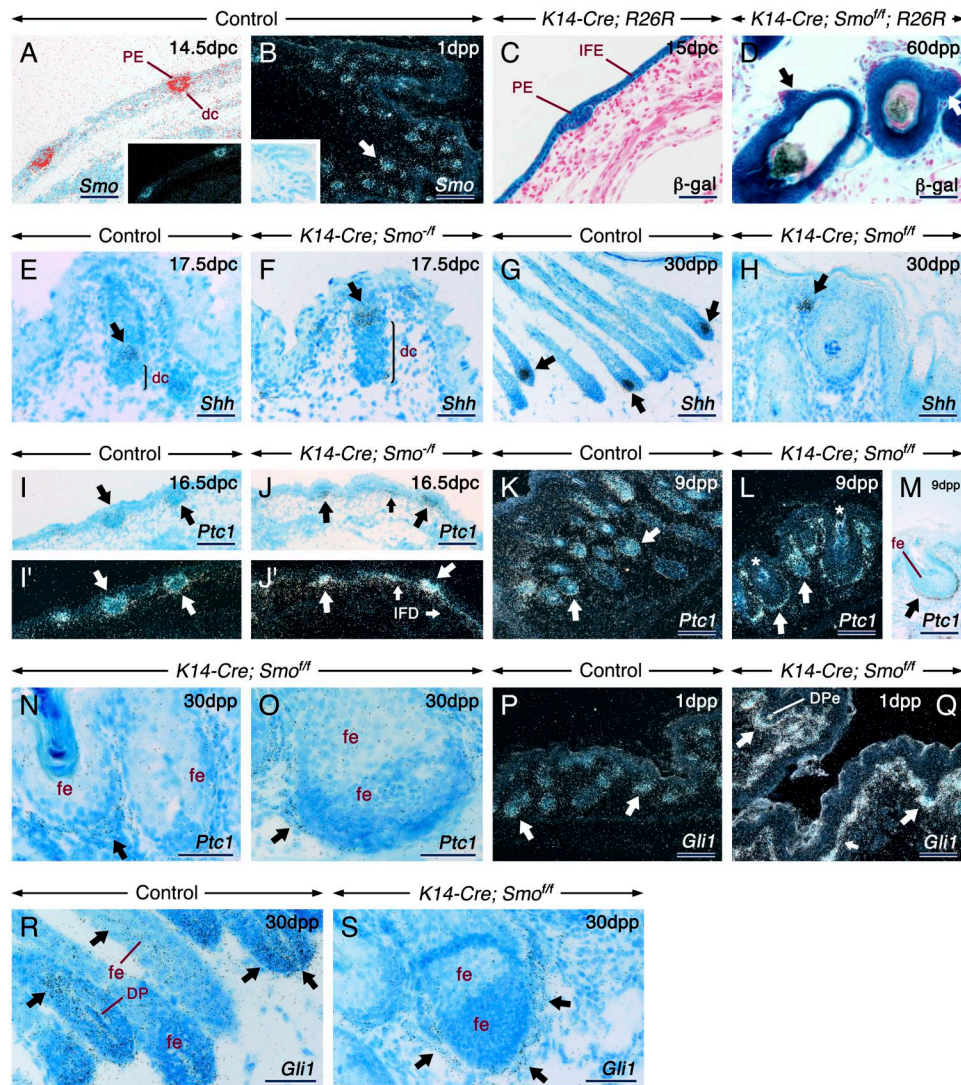 Control K14-Cre; R26R K14-Cre; Smof/f; R26R
A 14.5dpc B 1dpp C 15dpc D 60dpp
PE IFE
PE
dc
Smo Smo β-gal β-gal
Control K14-Cre; Smo-/f Control K14-Cre; Smof/f
E 17.5dpc F 17.5dpc G 30dpp H 30dpp
dc dc
Shh Shh Shh Shh
Control K14-Cre; Smo-/f Control K14-Cre; Smof/f
I 16.5dpc J 16.5dpc K 9dpp L 9dpp M 9dpp
Ptc1 Ptc1 * * fe
I' J'
IFD
Ptc1 Ptc1 Ptc1
K14-Cre; Smof/f Control K14-Cre; Smof/f
N 30dpp O 30dpp P 1dpp 1dpp Q
DPe
fe fe fe
fe
Ptc1 Ptc1 Gli1 Gli1
Control K14-Cre; Smof/f
R 30dpp S 30dpp
fe fe
DP
fe fe
Gli1 Gli1